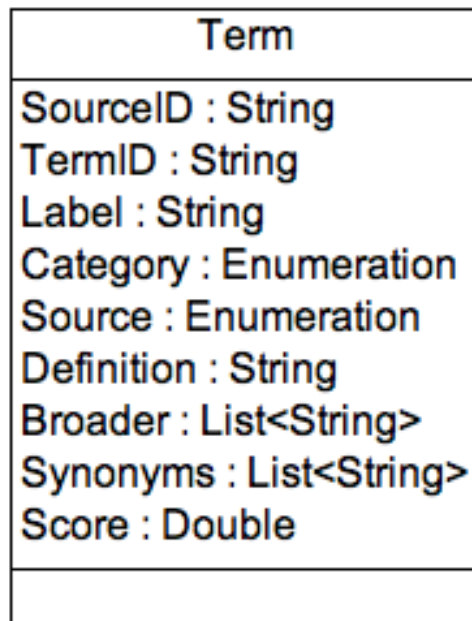 Term
SourceID : String
TermID : String
Label : String
Category : Enumeration
Source : Enumeration
Definition : String
Broader : List<String>
Synonyms : List<String>
Score : Double